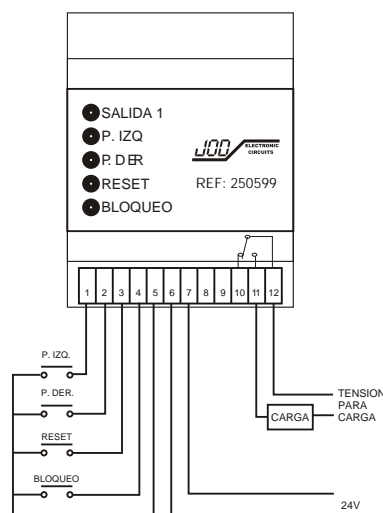 SALIDA 1
P. IZQ
P. DER
RESET
BLOQUEO
JOD ELECTRONIC
CIRCUITS
REF: 250599
1 2 3 4 5 6 7 8 9 10 11 12
P. IZQ.
P. DER.
RESET
BLOQUEO
TENSION
PARA
CARGA
CARGA
24V